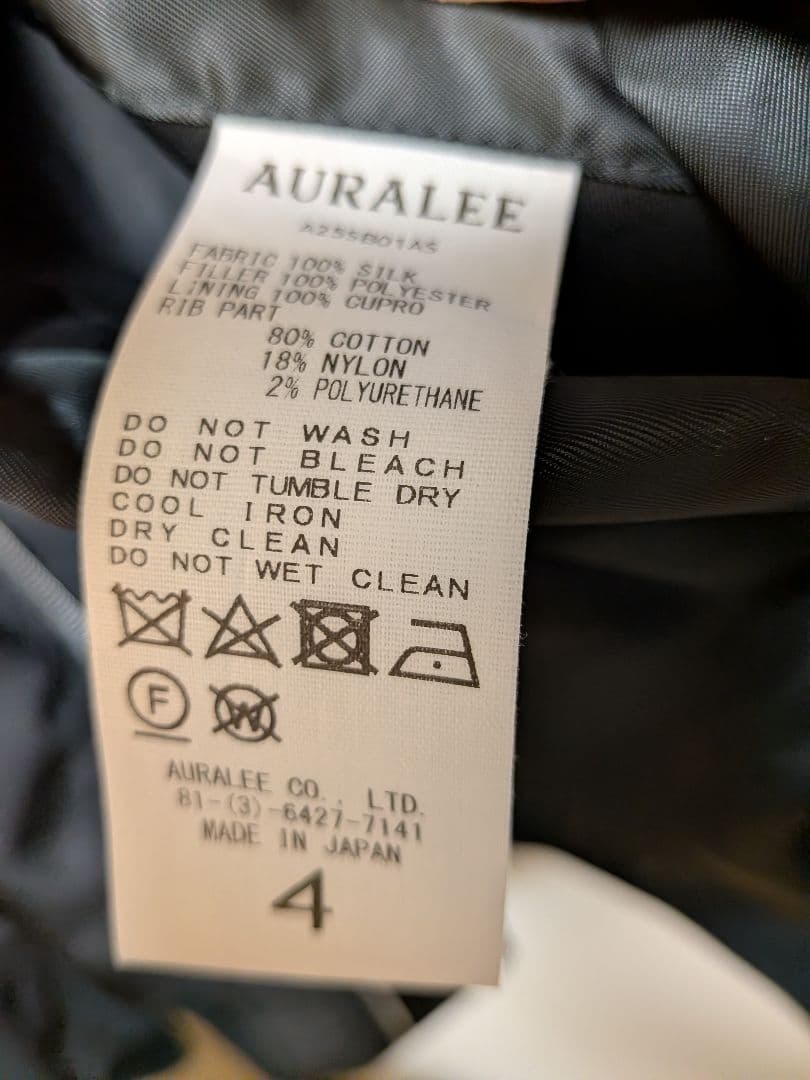 AURALEE
A25SB01AS
FABRIC 100% SILK
FILLER 100% POLYESTER
LINING 100% CUPRO
RIB PART
80% COTTON
18% NYLON
2% POLYURETHANE
DO NOT WASH
DO NOT BLEACH
DO NOT TUMBLE DRY
COOL IRON
DRY CLEAN
DO NOT WET CLEAN
F W
AURALEE CO., LTD.
81-(3)-6427-7141
MADE IN JAPAN
4